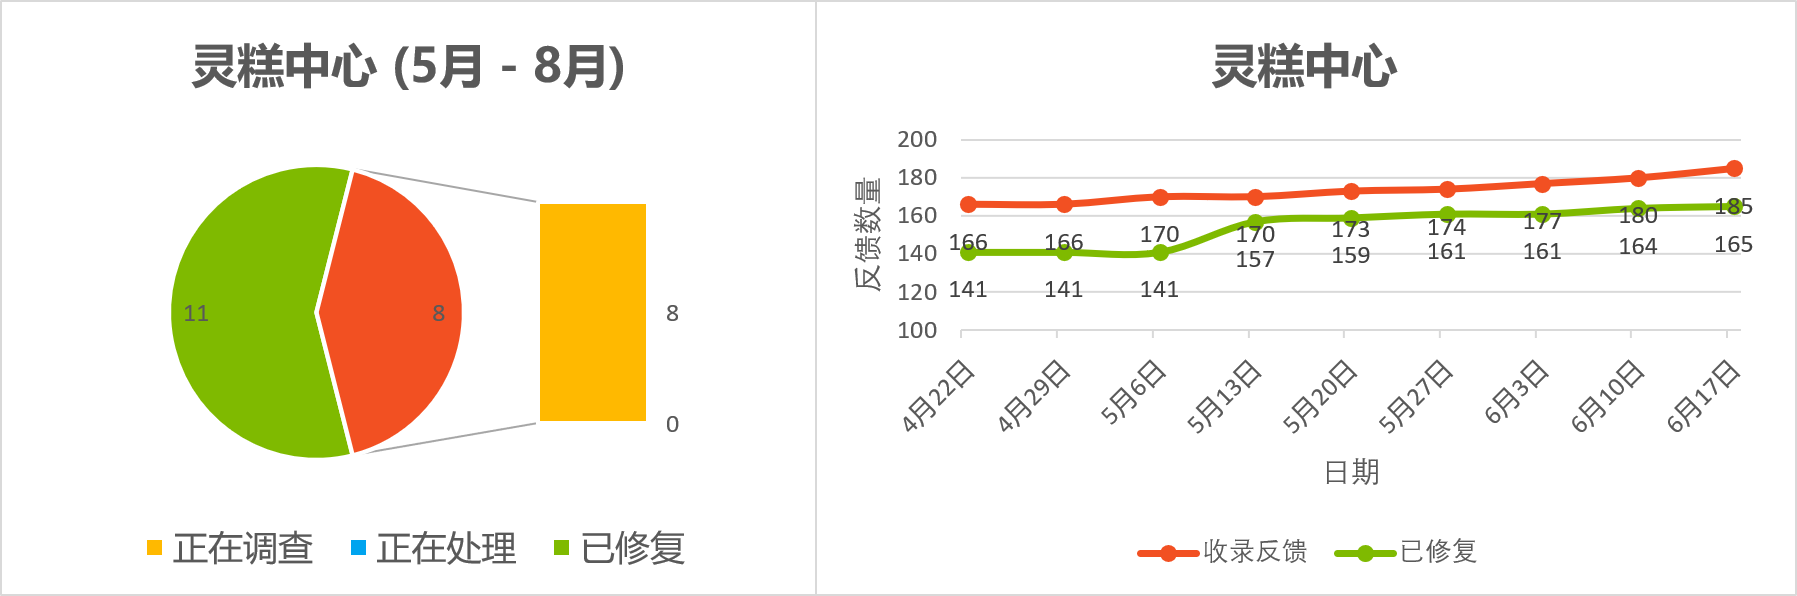 灵糕中心 (5月 - 8月)
11
8
8
0
正在调查
正在处理
已修复
灵糕中心
反馈数量
200
180
160
140
120
100
166
166
170
170
173
174
177
180
185
141
141
141
157
159
161
161
164
165
4月22日
4月29日
5月6日
5月13日
5月20日
5月27日
6月3日
6月10日
6月17日
日期
收录反馈
已修复